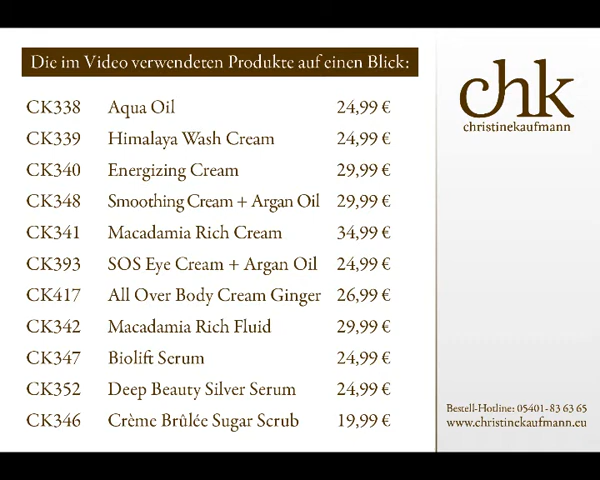 Die im Video verwendeten Produkte auf einen Blick:
CK338 Aqua Oil 24,99 €
CK339 Himalaya Wash Cream 24,99 €
CK340 Energizing Cream 29,99 €
CK348 Smoothing Cream + Argan Oil 29,99 €
CK341 Macadamia Rich Cream 34,99 €
CK393 SOS Eye Cream + Argan Oil 24,99 €
CK417 All Over Body Cream Ginger 26,99 €
CK342 Macadamia Rich Fluid 29,99 €
CK347 Biolift Serum 24,99 €
CK352 Deep Beauty Silver Serum 24,99 €
CK346 Crème Brûlée Sugar Scrub 19,99 €
chk
christinekaufmann
Bestell-Hotline: 05401-83 63 65
www.christinekaufmann.eu